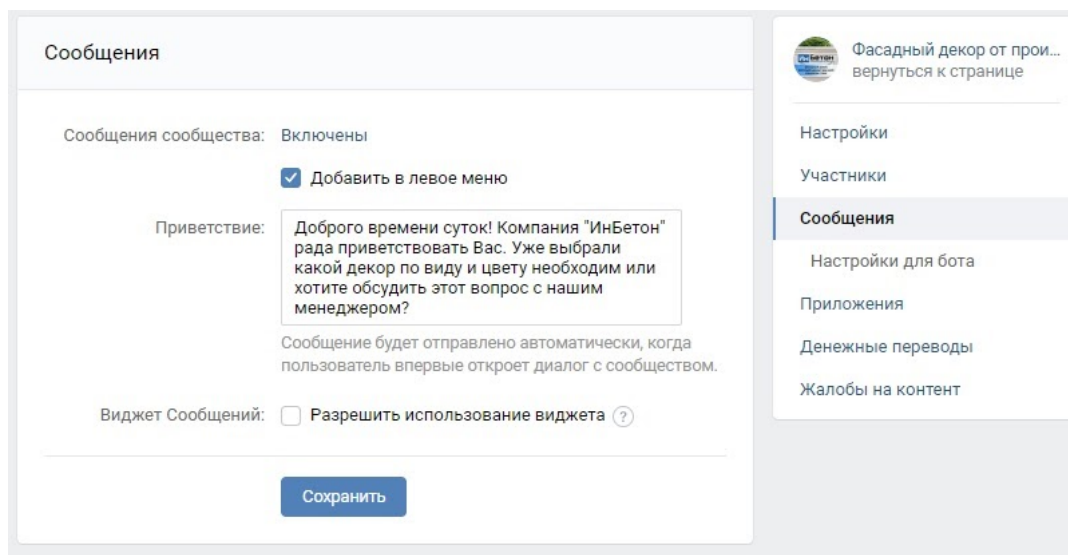 Сообщения
Сообщения сообщества: Включены
Добавить в левое меню
Приветствие: Доброго времени суток! Компания "ИнБетон"
рада приветствовать Вас. Уже выбрали
какой декор по виду и цвету необходим или
хотите обсудить этот вопрос с нашим
менеджером?
Сообщение будет отправлено автоматически, когда
пользователь впервые откроет диалог с сообществом.
Виджет Сообщений: Разрешить использование виджета ?
Сохранить
ИнБетон
Фасадный декор от прои...
вернуться к странице
Настройки
Участники
Сообщения
Настройки для бота
Приложения
Денежные переводы
Жалобы на контент